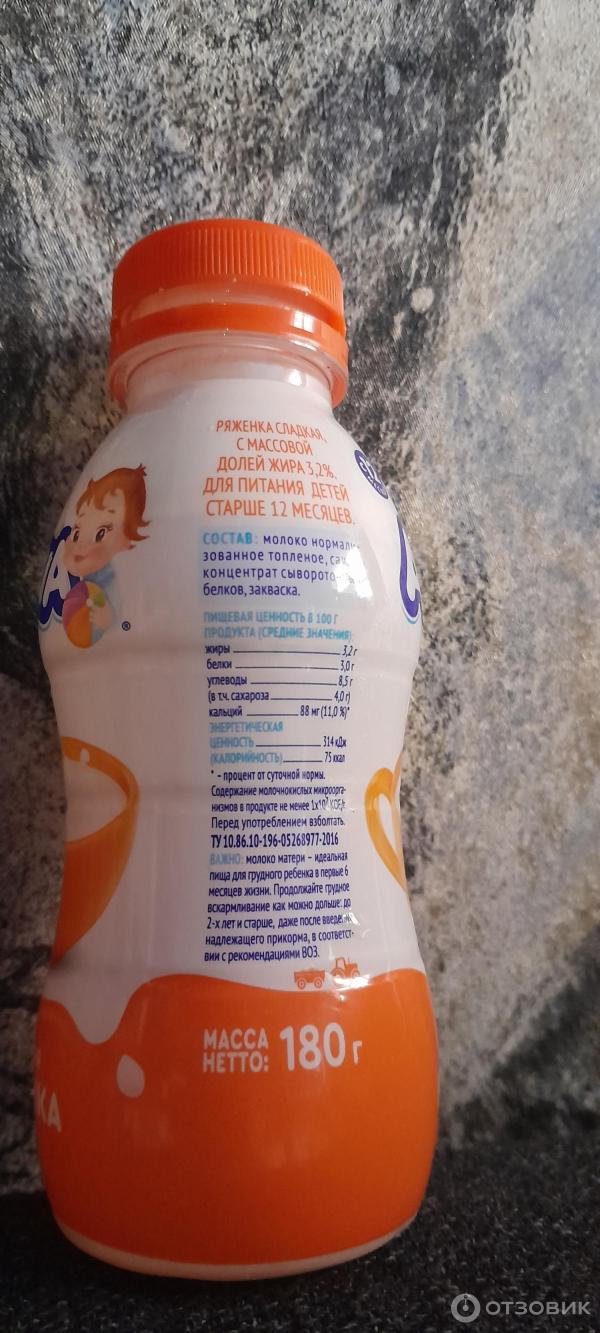 РЯЖЕНКА СЛАДКАЯ,
С МАССОВОЙ
ДОЛЕЙ ЖИРА 3,2%.
ДЛЯ ПИТАНИЯ ДЕТЕЙ
СТАРШЕ 12 МЕСЯЦЕВ.
СОСТАВ: молоко нормали-
зованное топленое,
концентрат
белков, закваска.
ПИЩЕВАЯ ЦЕННОСТЬ В 100 Г
ПРОДУКТА (СРЕДНИЕ ЗНАЧЕНИЯ):
жиры 3,2 г
белки 3,0 г
углеводы 8,5 г
(в т.ч. сахароза 4,0 г)
кальций 88 мг (11,0 %)*
ЭНЕРГЕТИЧЕСКАЯ
ЦЕННОСТЬ 314 кДж
(КАЛОРИЙНОСТЬ) 75 ккал
* - процент от суточной нормы.
Содержание молочнокислых микроорга-
низмов в продукте не менее 1x10⁷ КОЕ/г.
Перед употреблением взболтать.
ТУ 10.86.10-196-05268977-2016
ВАЖНО: молоко матери – идеальная
пища для грудного ребенка в первые 6
месяцев жизни. Продолжайте грудное
вскармливание как можно дольше: до
2-х лет и старше, даже после введения
надлежащего прикорма, в соответст-
вии с рекомендациями ВОЗ.
®
МАССА
НЕТТО: 180 г
КА
ОТЗОВИК